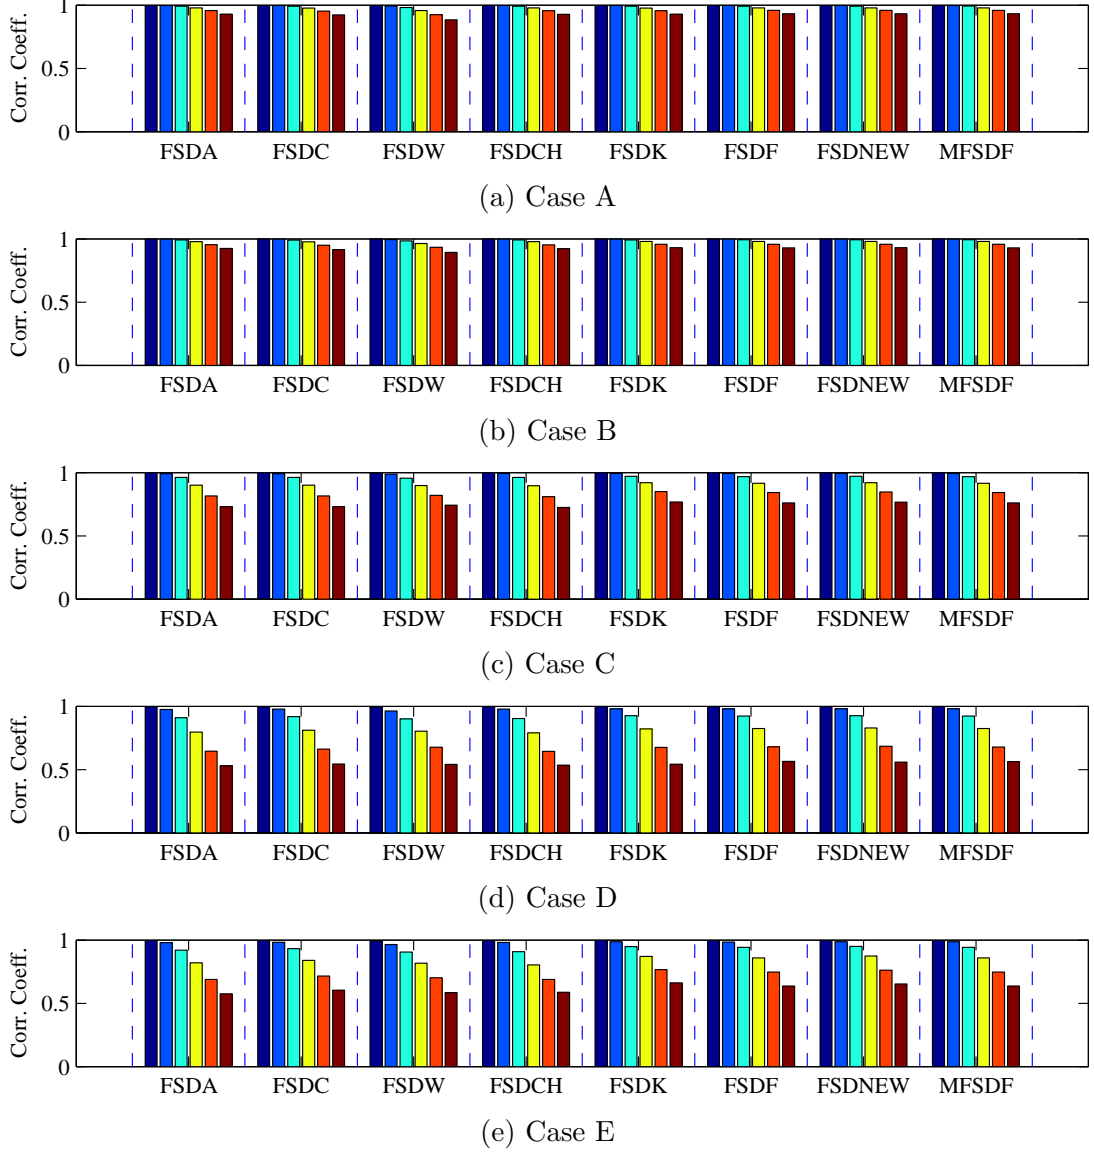 Corr. Coeff.
1
0.5
0
FSDA FSDC FSDW FSDCH FSDK FSDF FSDNEW MFSDF
(a) Case A
Corr. Coeff.
1
0.5
0
FSDA FSDC FSDW FSDCH FSDK FSDF FSDNEW MFSDF
(b) Case B
Corr. Coeff.
1
0.5
0
FSDA FSDC FSDW FSDCH FSDK FSDF FSDNEW MFSDF
(c) Case C
Corr. Coeff.
1
0.5
0
FSDA FSDC FSDW FSDCH FSDK FSDF FSDNEW MFSDF
(d) Case D
Corr. Coeff.
1
0.5
0
FSDA FSDC FSDW FSDCH FSDK FSDF FSDNEW MFSDF
(e) Case E